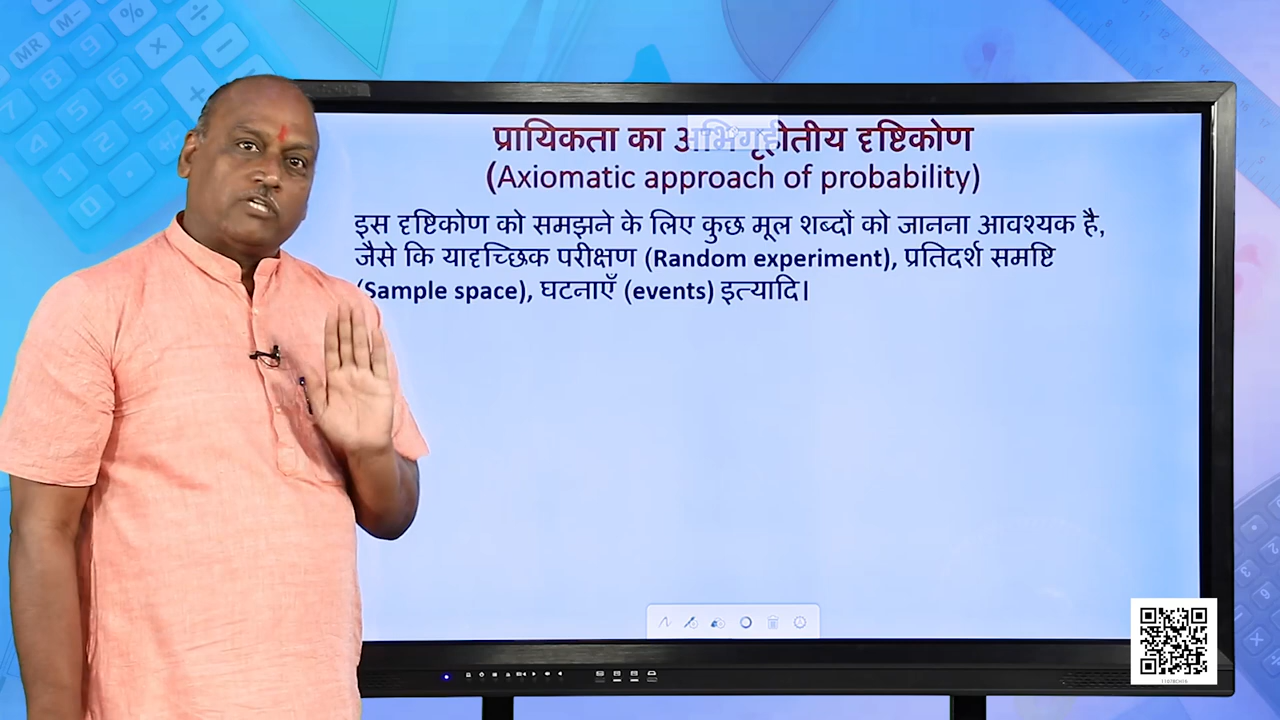 प्रायिकता का अभिगृहीतीय दृष्टिकोण
(Axiomatic approach of probability)
इस दृष्टिकोण को समझने के लिए कुछ मूल शब्दों को जानना आवश्यक है,
जैसे कि यादृच्छिक परीक्षण (Random experiment), प्रतिदर्श समष्टि
(Sample space), घटनाएँ (events) इत्यादि।